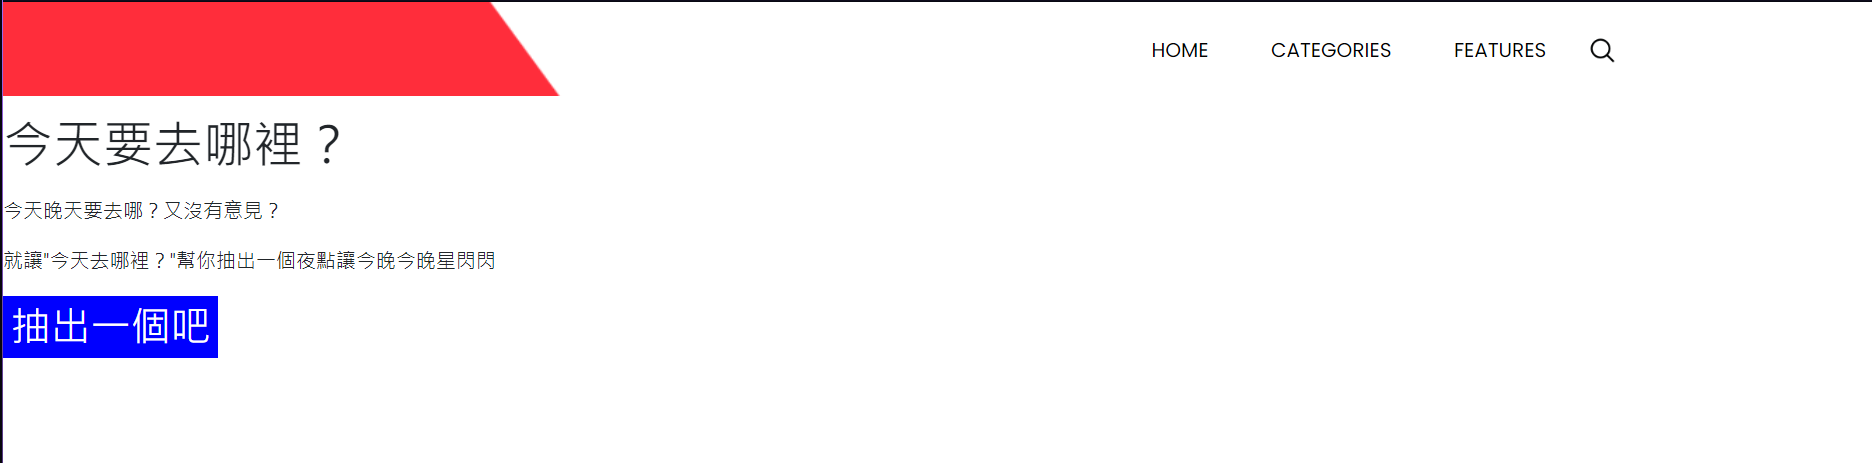 HOME CATEGORIES FEATURES
今天要去哪裡？
今天晚天要去哪？又沒有意見？
就讓"今天去哪裡？"幫你抽出一個夜點讓今晚今晚星閃閃
抽出一個吧